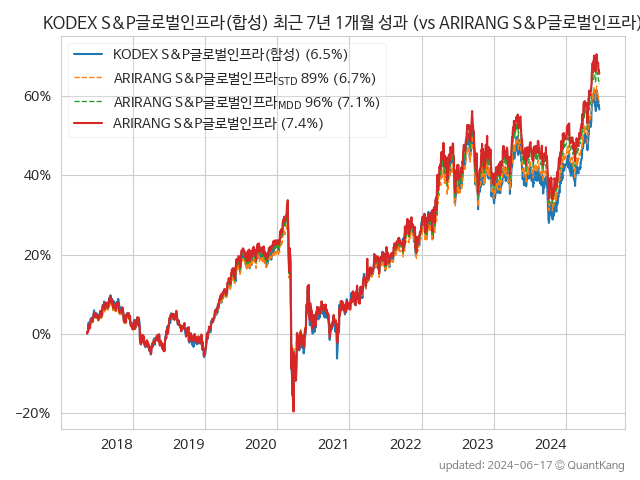 KODEX S&P글로벌인프라(합성) 최근 7년 1개월 성과 (vs ARIRANG S&P글로벌인프라)
KODEX S&P글로벌인프라(합성) (6.5%)
ARIRANG S&P글로벌인프라STD 89% (6.7%)
ARIRANG S&P글로벌인프라MDD 96% (7.1%)
ARIRANG S&P글로벌인프라 (7.4%)
60%
40%
20%
0%
−20%
2018 2019 2020 2021 2022 2023 2024
updated: 2024-06-17 © QuantKang